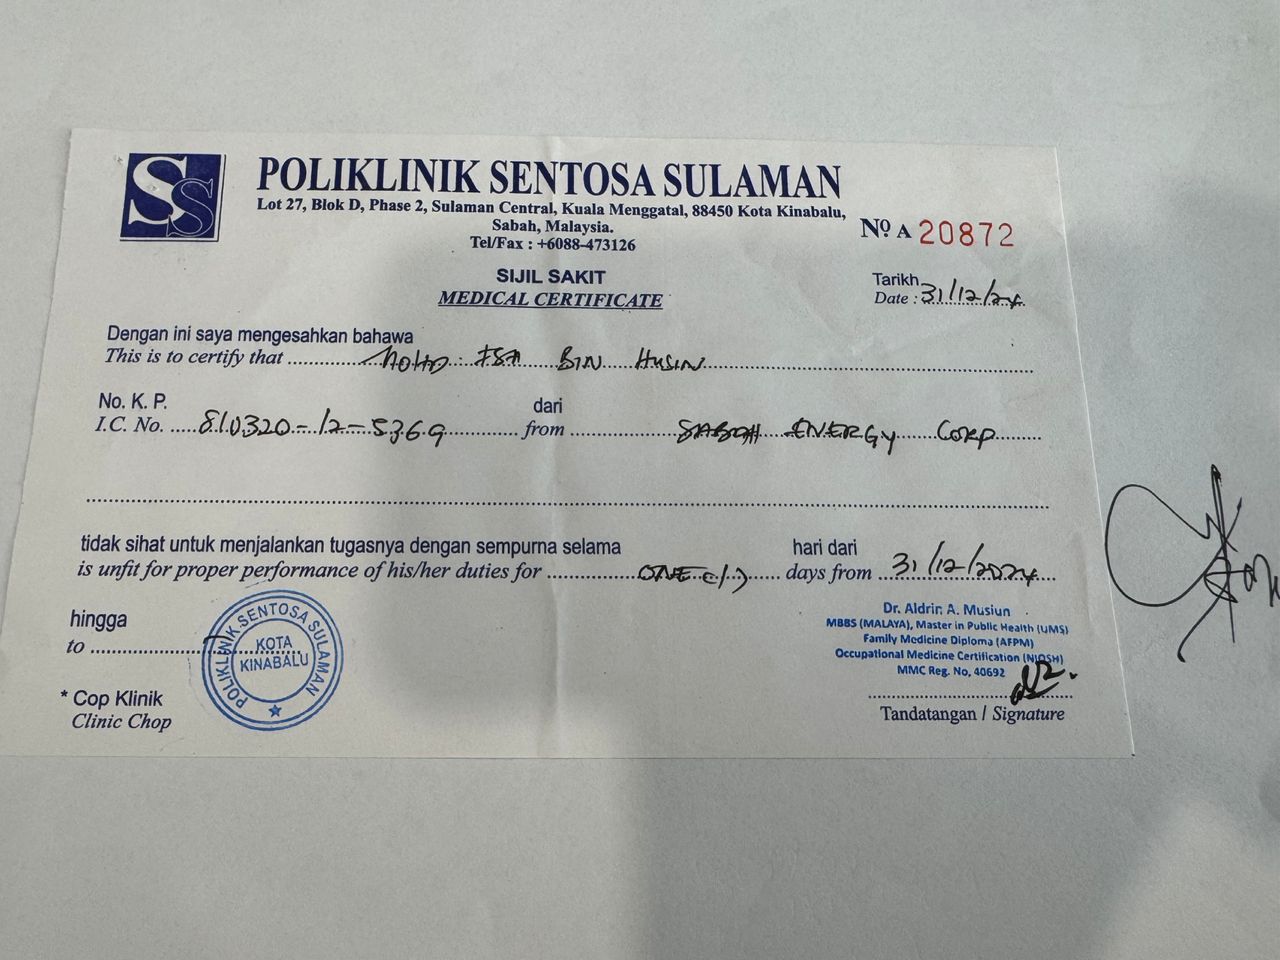 SS
POLIKLINIK SENTOSA SULAMAN
Lot 27, Blok D, Phase 2, Sulaman Central, Kuala Menggatal, 88450 Kota Kinabalu,
Sabah, Malaysia.
Tel/Fax : +6088-473126
Nº A 20872
SIJIL SAKIT
MEDICAL CERTIFICATE
Tarikh
Date : 31/12/24
Dengan ini saya mengesahkan bahawa
This is to certify that MOHD. ISA BIN HUSIN
No. K. P. dari
I.C. No. 810320-12-5369 from SABAH ENERGY CORP
tidak sihat untuk menjalankan tugasnya dengan sempurna selama hari dari
is unfit for proper performance of his/her duties for ONE (1) days from 31/12/2024
hingga
to
POLIKLINIK SENTOSA SULAMAN
KOTA
KINABALU
* Cop Klinik
Clinic Chop
Dr. Aldrin A. Musiun
MBBS (MALAYA), Master in Public Health (UMS)
Family Medicine Diploma (AFPM)
Occupational Medicine Certification (NIOSH)
MMC Reg. No, 40692
Tandatangan / Signature